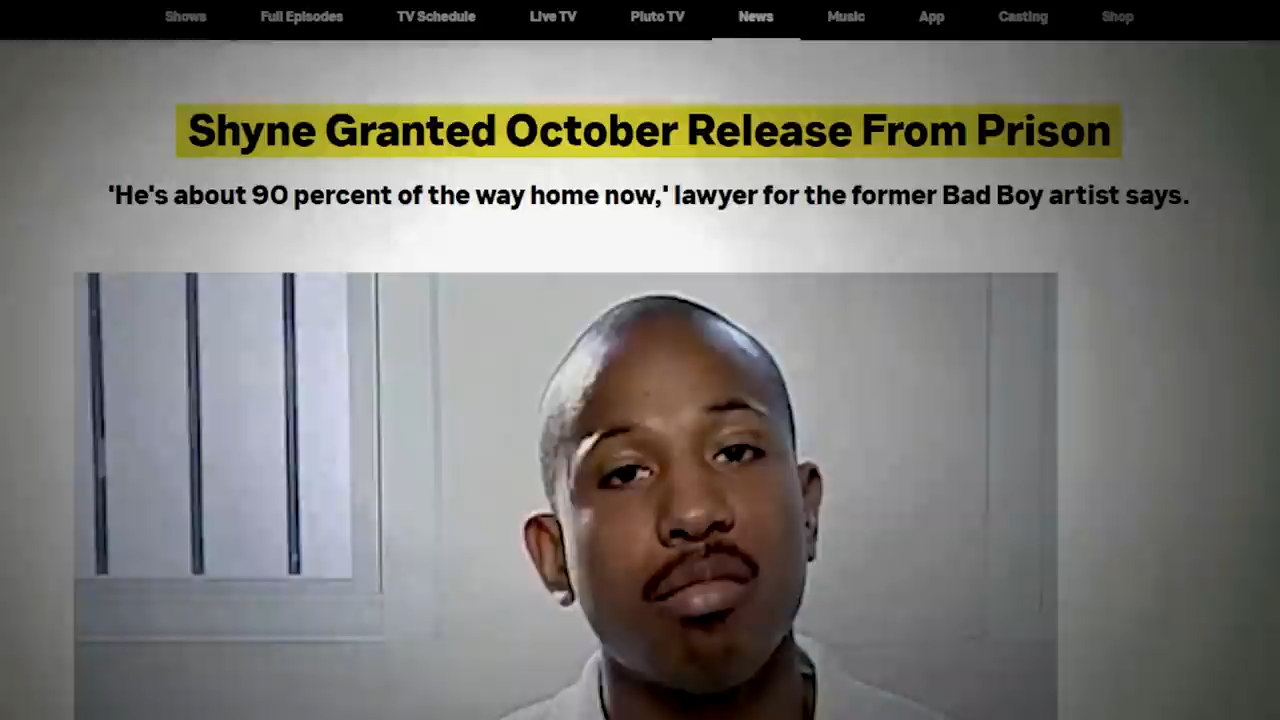 Shows Full Episodes TV Schedule Live TV Pluto TV News Music App Casting Shop
Shyne Granted October Release From Prison
'He's about 90 percent of the way home now,' lawyer for the former Bad Boy artist says.